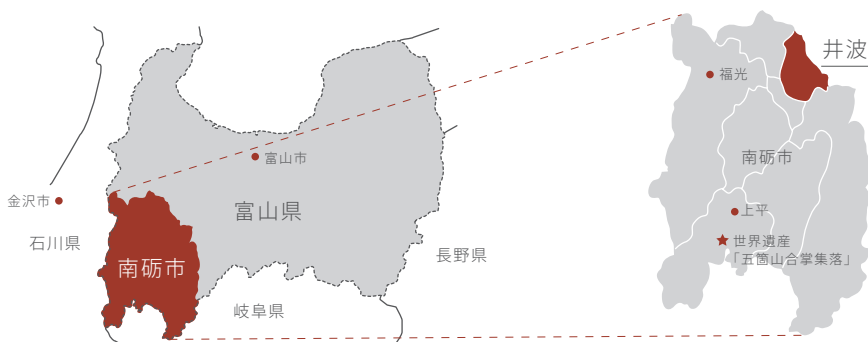 富山市
金沢市
富山県
石川県
長野県
南砺市
岐阜県
井波
福光
南砺市
上平
世界遺産
「五箇山合掌集落」